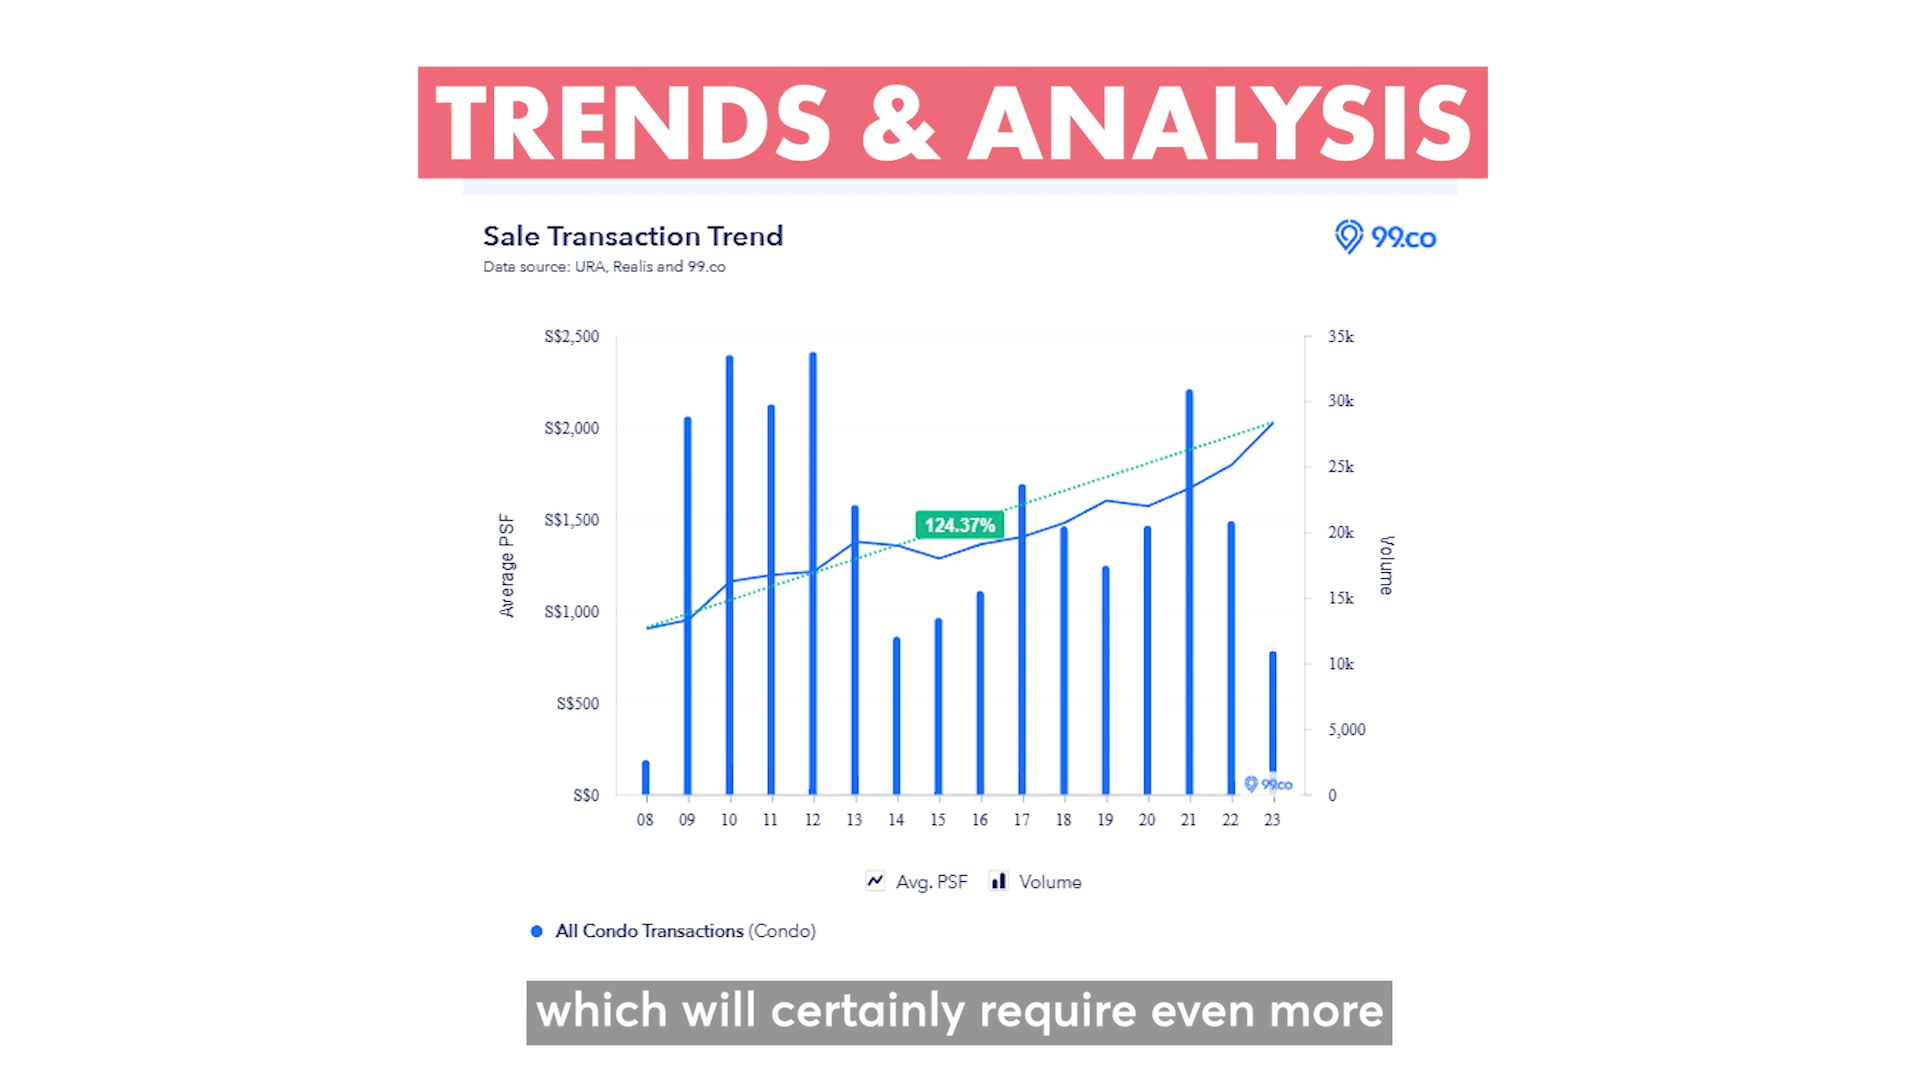 TRENDS & ANALYSIS
Sale Transaction Trend
99.co
Data source: URA, Realis and 99.co
S$2,500
S$2,000
S$1,500
S$1,000
S$500
S$0
Average PSF
124.37%
35k
30k
25k
20k
15k
10k
5,000
0
Volume
99.co
08 09 10 11 12 13 14 15 16 17 18 19 20 21 22 23
Avg. PSF Volume
All Condo Transactions (Condo)
which will certainly require even more